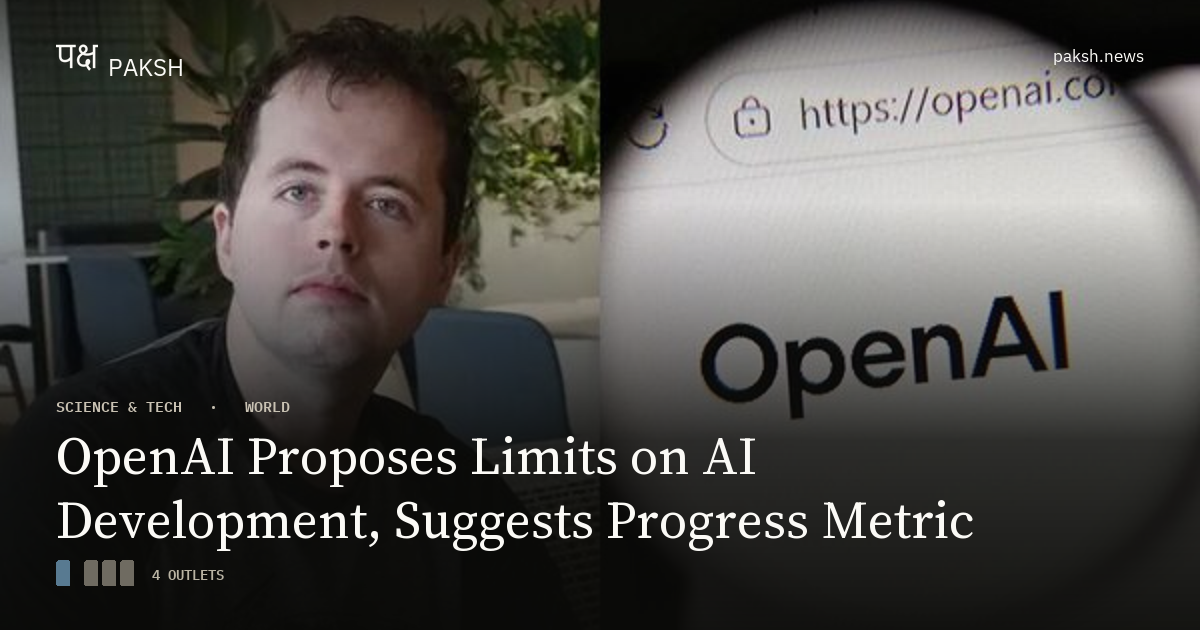 पक्ष PAKSH
paksh.news
https://openai.co
OpenAI
SCIENCE & TECH · WORLD
OpenAI Proposes Limits on AI
Development, Suggests Progress Metric
4 OUTLETS